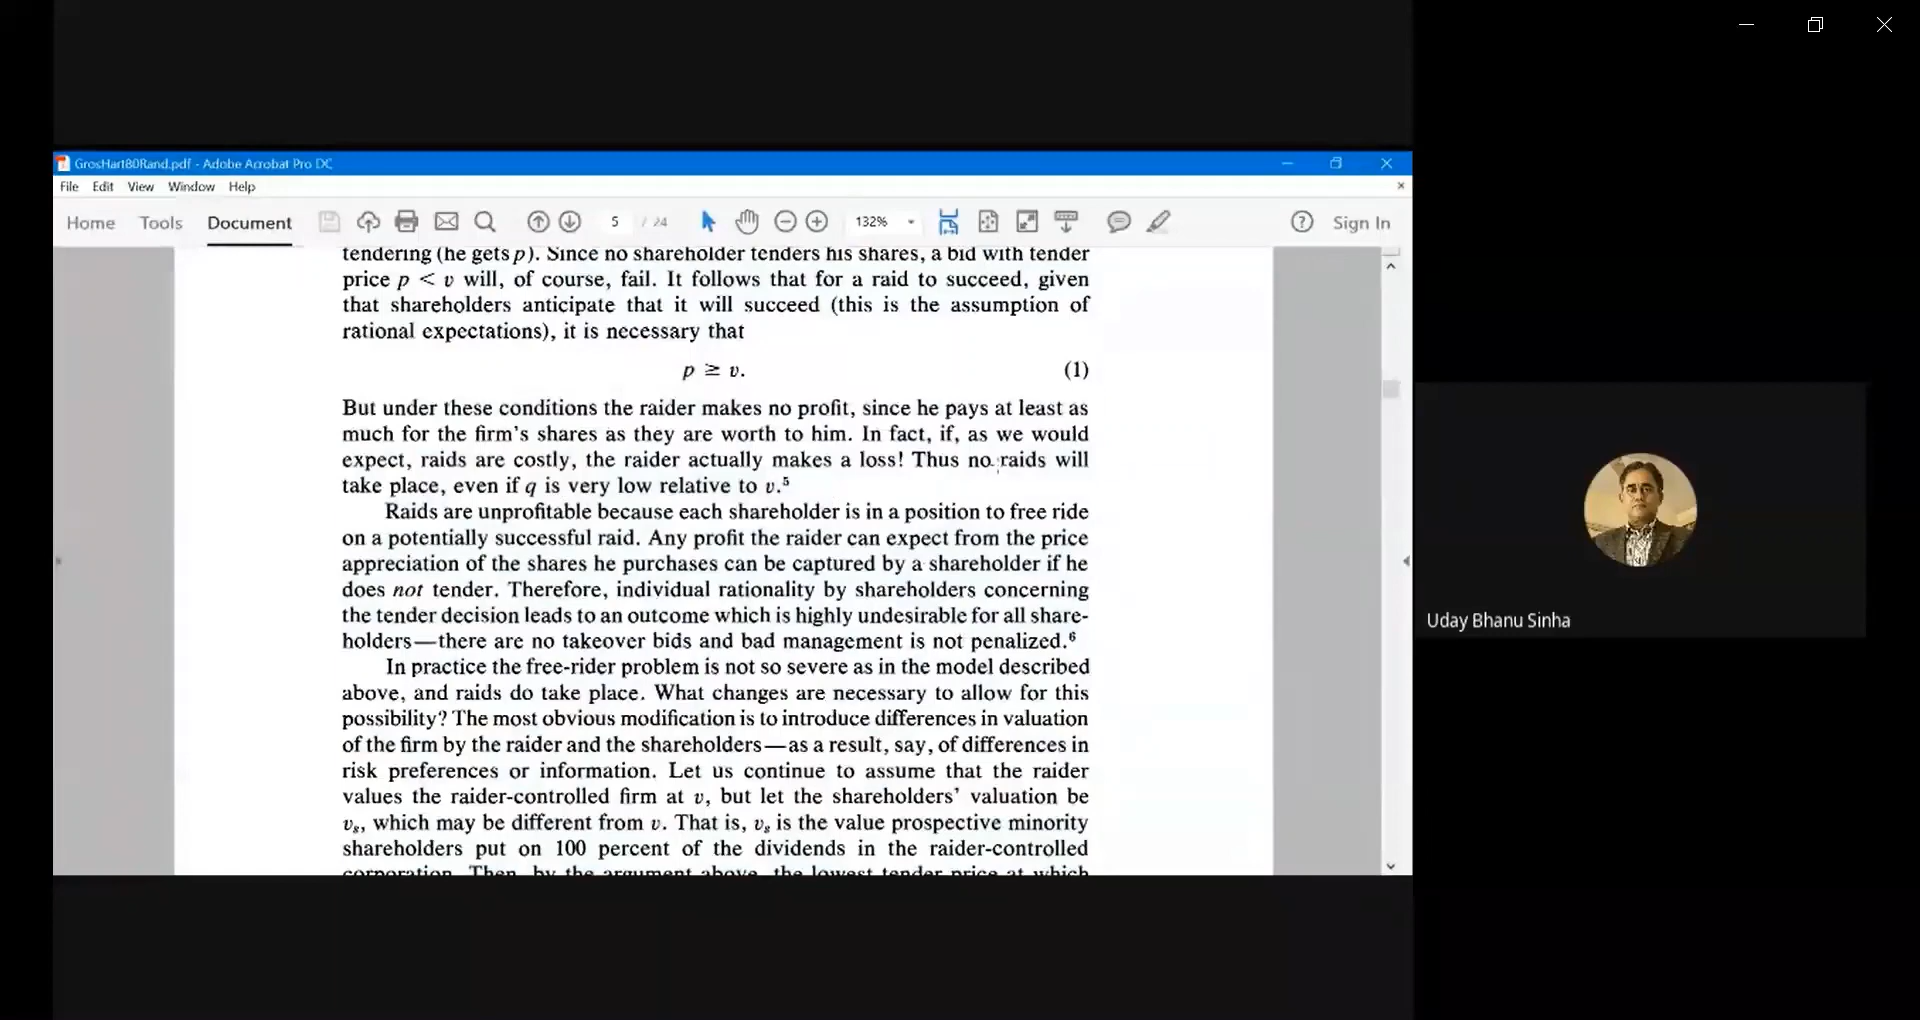 GrosHart80Rand.pdf - Adobe Acrobat Pro DC
File Edit View Window Help
Home Tools Document 5 / 24 132% Sign In
tendering (he gets p). Since no shareholder tenders his shares, a bid with tender
price p < v will, of course, fail. It follows that for a raid to succeed, given
that shareholders anticipate that it will succeed (this is the assumption of
rational expectations), it is necessary that
p ≥ v. (1)
But under these conditions the raider makes no profit, since he pays at least as
much for the firm's shares as they are worth to him. In fact, if, as we would
expect, raids are costly, the raider actually makes a loss! Thus no raids will
take place, even if q is very low relative to v.⁵
Raids are unprofitable because each shareholder is in a position to free ride
on a potentially successful raid. Any profit the raider can expect from the price
appreciation of the shares he purchases can be captured by a shareholder if he
does not tender. Therefore, individual rationality by shareholders concerning
the tender decision leads to an outcome which is highly undesirable for all share-
holders—there are no takeover bids and bad management is not penalized.⁶
In practice the free-rider problem is not so severe as in the model described
above, and raids do take place. What changes are necessary to allow for this
possibility? The most obvious modification is to introduce differences in valuation
of the firm by the raider and the shareholders—as a result, say, of differences in
risk preferences or information. Let us continue to assume that the raider
values the raider-controlled firm at v, but let the shareholders' valuation be
vₛ, which may be different from v. That is, vₛ is the value prospective minority
shareholders put on 100 percent of the dividends in the raider-controlled
corporation. Then, by the argument above, the lowest tender price at which
Uday Bhanu Sinha